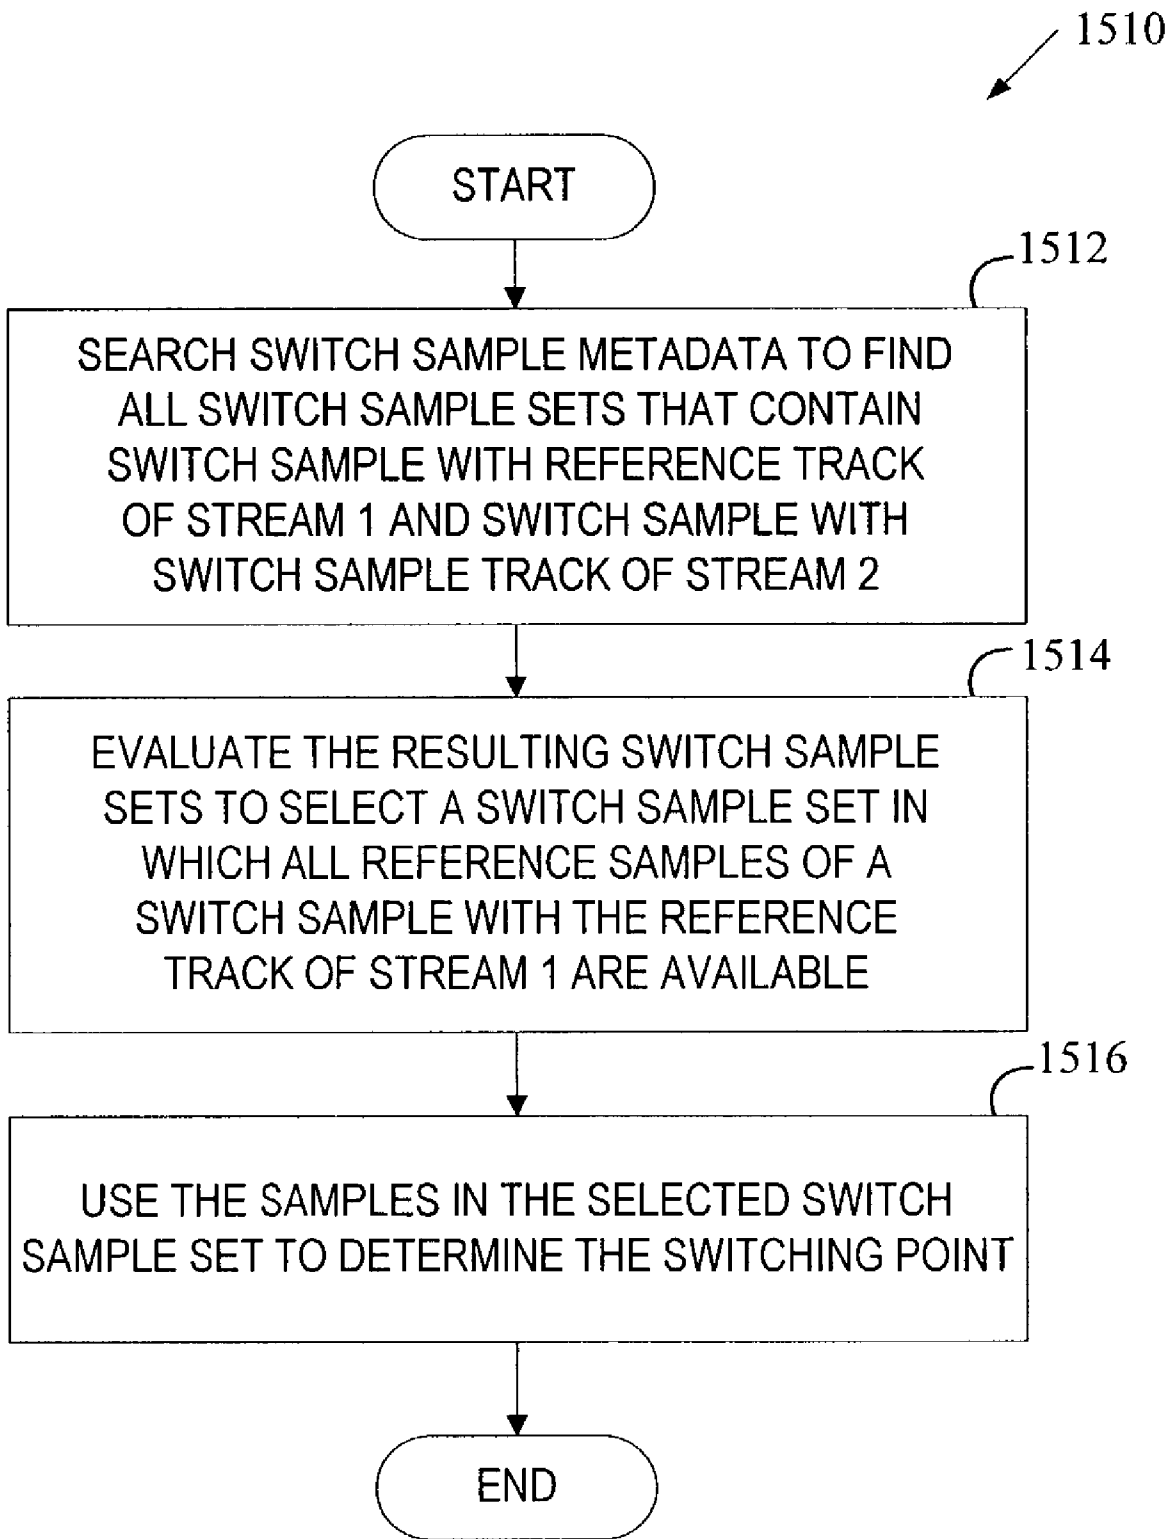 1510
START
1512
SEARCH SWITCH SAMPLE METADATA TO FIND
ALL SWITCH SAMPLE SETS THAT CONTAIN
SWITCH SAMPLE WITH REFERENCE TRACK
OF STREAM 1 AND SWITCH SAMPLE WITH
SWITCH SAMPLE TRACK OF STREAM 2
1514
EVALUATE THE RESULTING SWITCH SAMPLE
SETS TO SELECT A SWITCH SAMPLE SET IN
WHICH ALL REFERENCE SAMPLES OF A
SWITCH SAMPLE WITH THE REFERENCE
TRACK OF STREAM 1 ARE AVAILABLE
1516
USE THE SAMPLES IN THE SELECTED SWITCH
SAMPLE SET TO DETERMINE THE SWITCHING POINT
END